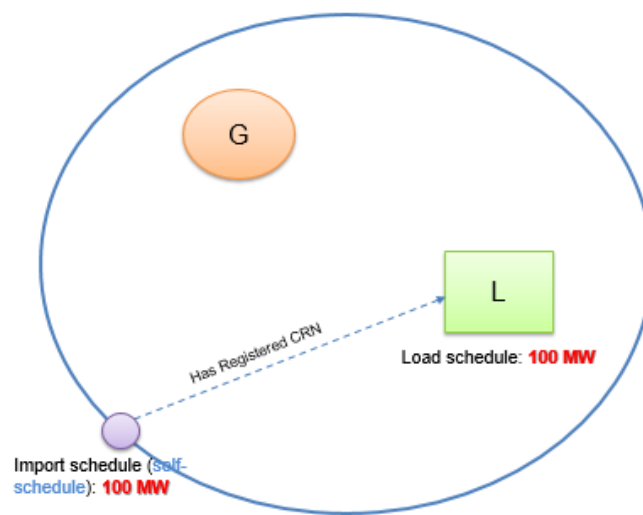 G
L
Has Registered CRN
Load schedule: 100 MW
Import schedule (self-
schedule): 100 MW